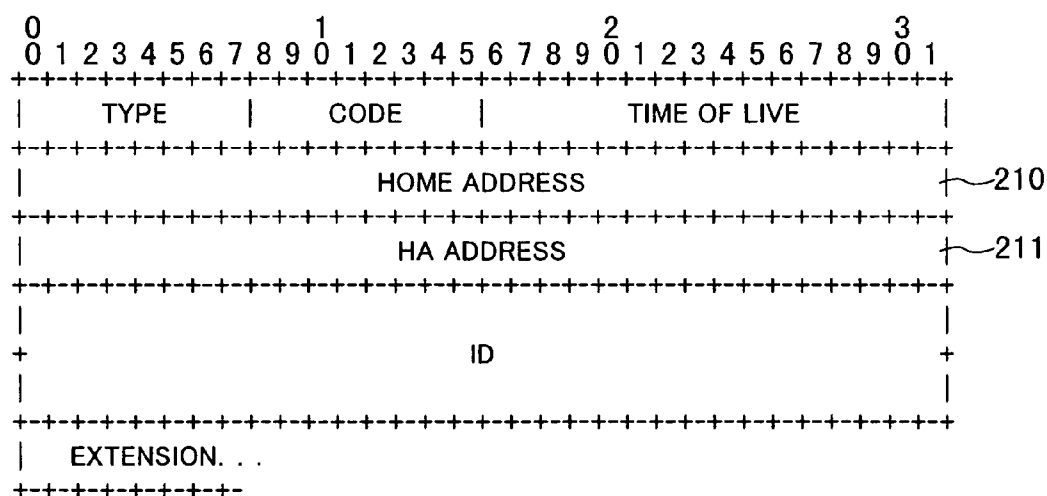 0 1 2 3
0 1 2 3 4 5 6 7 8 9 0 1 2 3 4 5 6 7 8 9 0 1 2 3 4 5 6 7 8 9 0 1
+-+-+-+-+-+-+-+-+-+-+-+-+-+-+-+-+-+-+-+-+-+-+-+-+-+-+-+-+-+-+-+-+
| TYPE | CODE | TIME OF LIVE |
+-+-+-+-+-+-+-+-+-+-+-+-+-+-+-+-+-+-+-+-+-+-+-+-+-+-+-+-+-+-+-+-+
| HOME ADDRESS 210
+-+-+-+-+-+-+-+-+-+-+-+-+-+-+-+-+-+-+-+-+-+-+-+-+-+-+-+-+-+-+-+-+
| HA ADDRESS 211
+-+-+-+-+-+-+-+-+-+-+-+-+-+-+-+-+-+-+-+-+-+-+-+-+-+-+-+-+-+-+-+-+
| |
+ ID +
| |
+-+-+-+-+-+-+-+-+-+-+-+-+-+-+-+-+-+-+-+-+-+-+-+-+-+-+-+-+-+-+-+-+
| EXTENSION. . .
+-+-+-+-+-+-+-+-